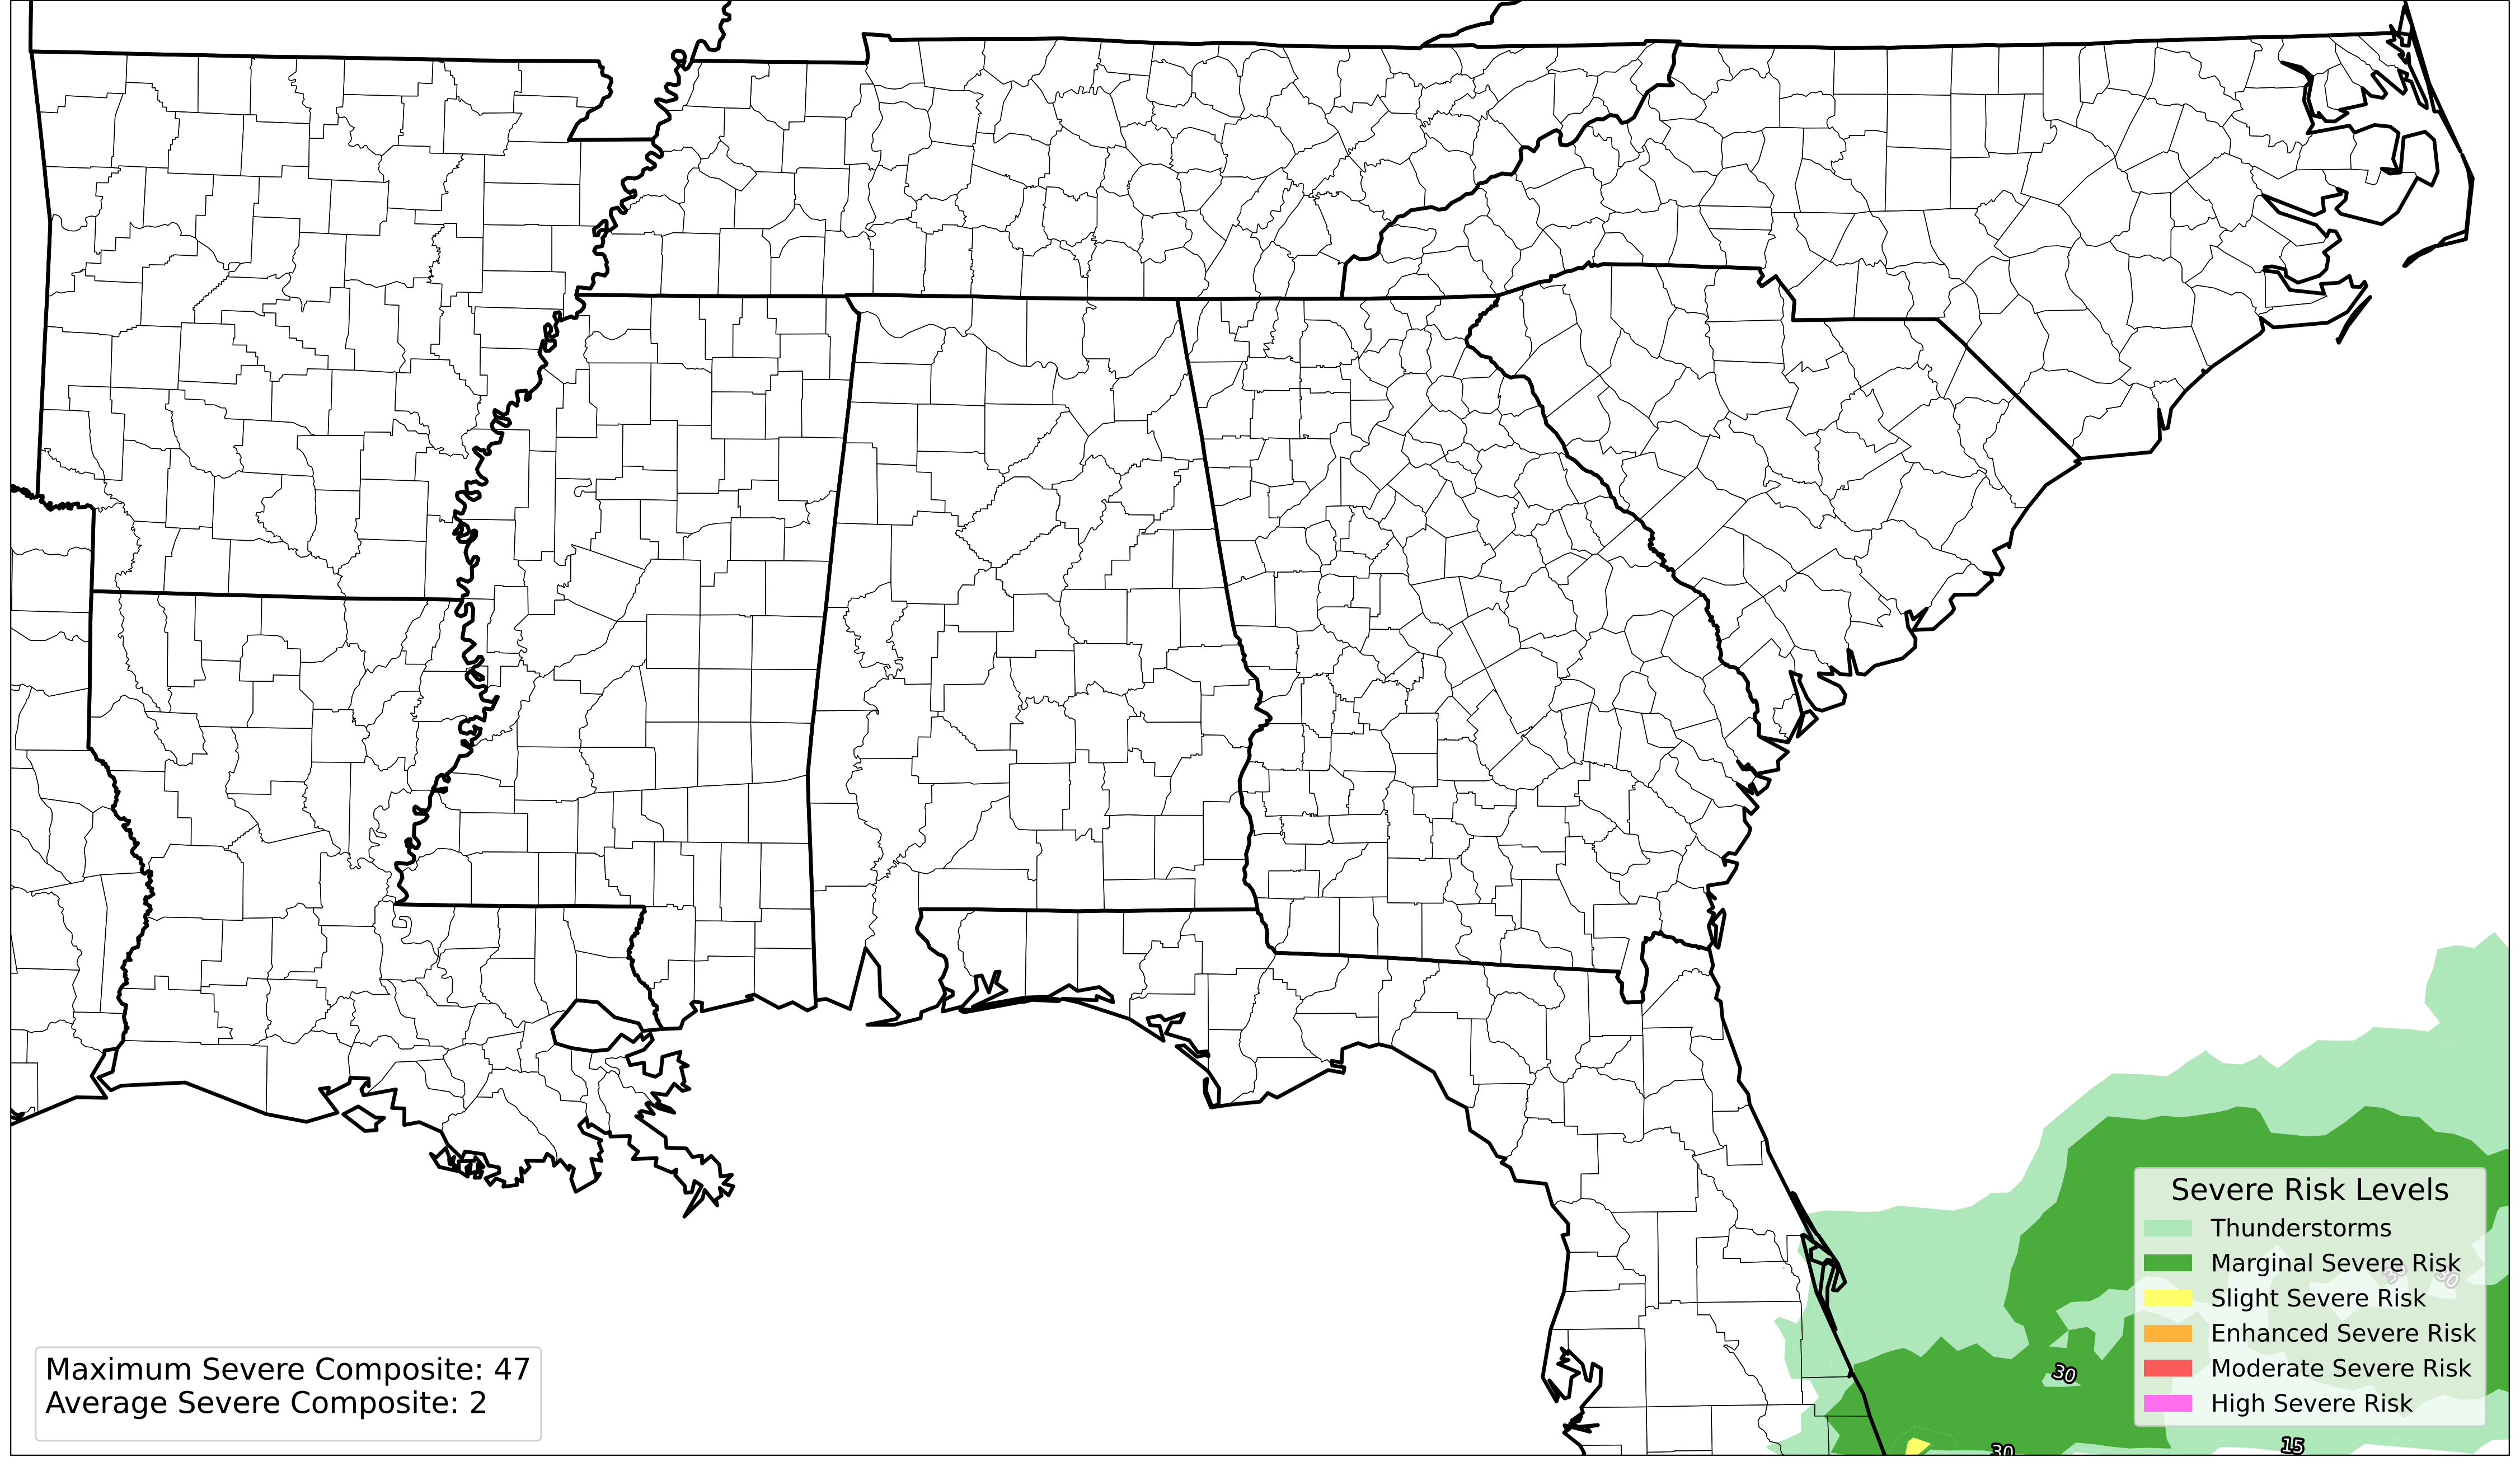 Severe Risk Levels
Thunderstorms
Marginal Severe Risk
Slight Severe Risk
Enhanced Severe Risk
Moderate Severe Risk
High Severe Risk
30
Maximum Severe Composite: 47
Average Severe Composite: 2
30
15